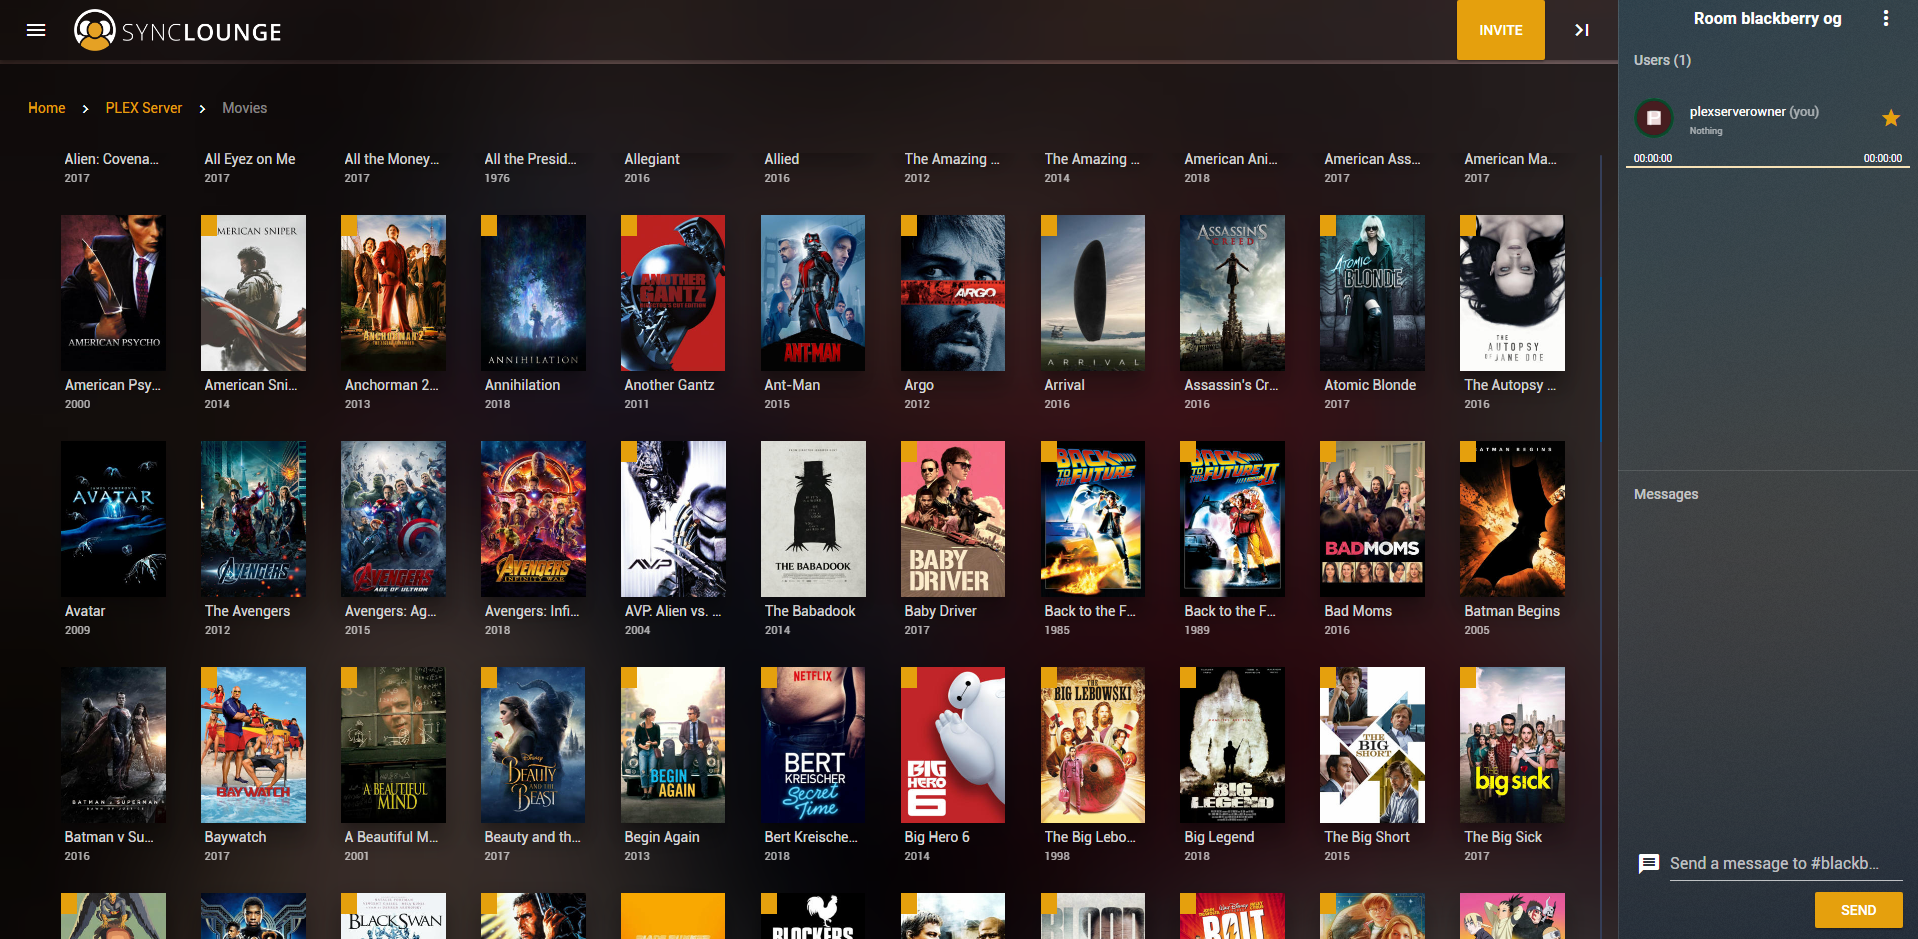 SYNCLOUNGE
INVITE
Room blackberry og
Users (1)
plexserverowner (you)
Nothing
00:00:00 00:00:00
Home > PLEX Server > Movies
Alien: Covena... All Eyez on Me All the Money... All the Presid... Allegiant Allied The Amazing ... The Amazing ... American Ani... American Ass... American Ma...
2017 2017 2017 1976 2016 2016 2012 2014 2018 2017 2017
AMERICAN PSYCHO
MERICAN SNIPER
ANCHORMAN 2
ANNIHILATION
ANOTHER
GANTZ
ANT-MAN
ARGO
ARRIVAL
ASSASSIN'S
CREED
ATOMIC
BLONDE
THE
AUTOPSY
OF JANE DOE
American Psy... American Sni... Anchorman 2... Annihilation Another Gantz Ant-Man Argo Arrival Assassin's Cr... Atomic Blonde The Autopsy ...
2000 2014 2013 2018 2011 2015 2012 2016 2016 2017 2016
JAMES CAMERON'S
AVATAR
AVENGERS
AVENGERS
AGE OF ULTRON
AVENGERS
INFINITY WAR
AVP
THE BABADOOK
BABY
DRIVER
BACK
TO THE
FUTURE
BACK
TO THE
FUTURE II
BADMOMS
BATMAN BEGINS
Avatar The Avengers Avengers: Ag... Avengers: Infi... AVP: Alien vs. ... The Babadook Baby Driver Back to the F... Back to the F... Bad Moms Batman Begins
2009 2012 2015 2018 2004 2014 2017 1985 1989 2016 2005
BATMAN v SUPERMAN
DAWN OF JUSTICE
BAYWATCH
A BEAUTIFUL
MIND
Disney
BEAUTY
AND THE
BEAST
BEGIN
AGAIN
NETFLIX
BERT
KREISCHER
Secret
Time
BIG
HERO
6
THE
BIG LEBOWSKI
BIG
LEGEND
THE
BIG
SHORT
THE
big sick
Batman v Su... Baywatch A Beautiful M... Beauty and th... Begin Again Bert Kreische... Big Hero 6 The Big Lebo... Big Legend The Big Short The Big Sick
2016 2017 2001 2017 2013 2018 2014 1998 2018 2015 2017
BLACK SWAN
BLOCKERS
BLOOD
BOLT
Messages
Send a message to #blackb...
SEND